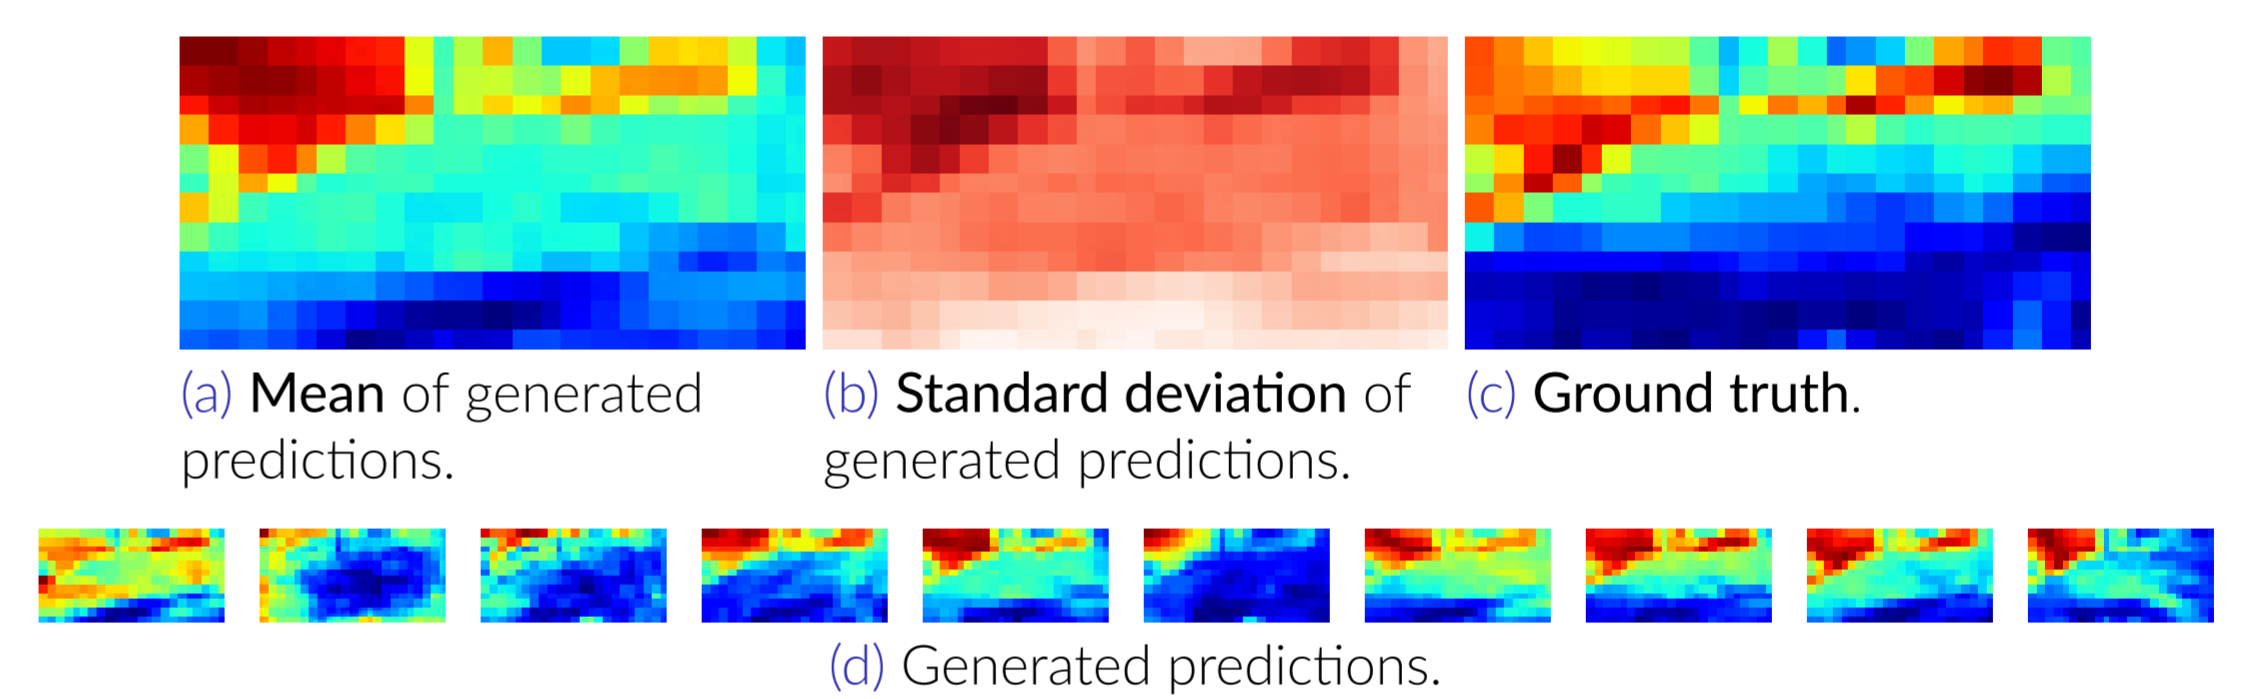 (a) Mean of generated
predictions.
(b) Standard deviation of
generated predictions.
(c) Ground truth.
(d) Generated predictions.